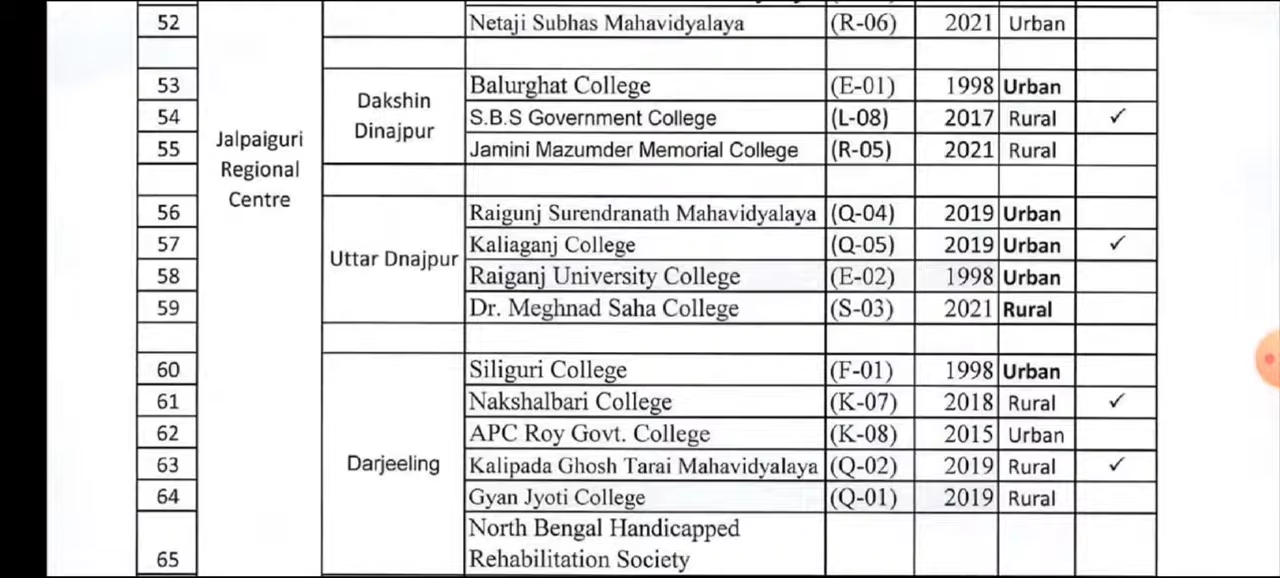 52 Netaji Subhas Mahavidyalaya (R-06) 2021 Urban
53 Balurghat College (E-01) 1998 Urban
Dakshin Dinajpur
54 S.B.S Government College (L-08) 2017 Rural ✓
55 Jamini Mazumder Memorial College (R-05) 2021 Rural
Jalpaiguri
Regional
Centre
56 Raigunj Surendranath Mahavidyalaya (Q-04) 2019 Urban
57 Kaliaganj College (Q-05) 2019 Urban ✓
Uttar Dnajpur
58 Raiganj University College (E-02) 1998 Urban
59 Dr. Meghnad Saha College (S-03) 2021 Rural
60 Siliguri College (F-01) 1998 Urban
61 Nakshalbari College (K-07) 2018 Rural ✓
62 APC Roy Govt. College (K-08) 2015 Urban
Darjeeling
63 Kalipada Ghosh Tarai Mahavidyalaya (Q-02) 2019 Rural ✓
64 Gyan Jyoti College (Q-01) 2019 Rural
North Bengal Handicapped
65 Rehabilitation Society